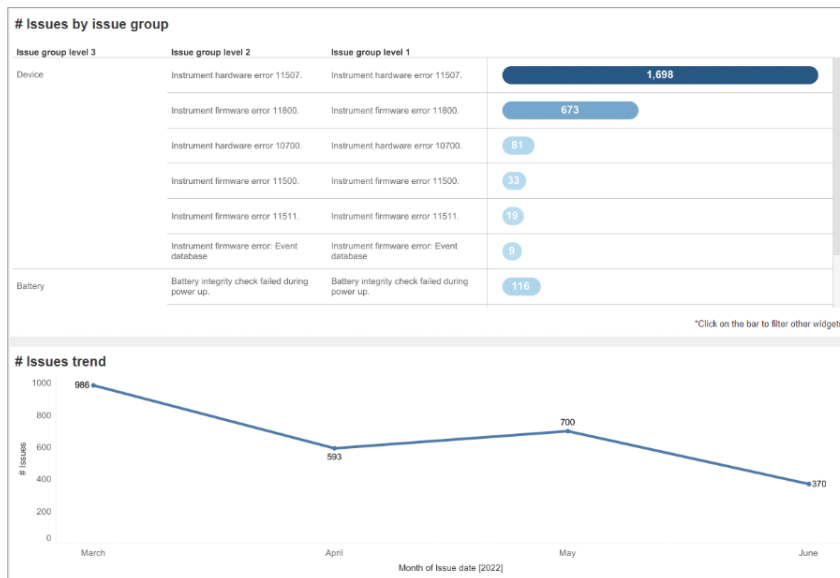 # Issues by issue group
Issue group level 3 Issue group level 2 Issue group level 1
Device Instrument hardware error 11507. Instrument hardware error 11507. 1,698
Instrument firmware error 11800. Instrument firmware error 11800. 673
Instrument hardware error 10700. Instrument hardware error 10700. 81
Instrument firmware error 11500. Instrument firmware error 11500. 33
Instrument firmware error 11511. Instrument firmware error 11511. 19
Instrument firmware error: Event Instrument firmware error: Event 9
database database
Battery Battery integrity check failed during Battery integrity check failed during 116
power up. power up.
*Click on the bar to filter other widgets
# Issues trend
1000
800
600
400
200
0
# Issues
986
593
700
370
March April May June
Month of Issue date [2022]